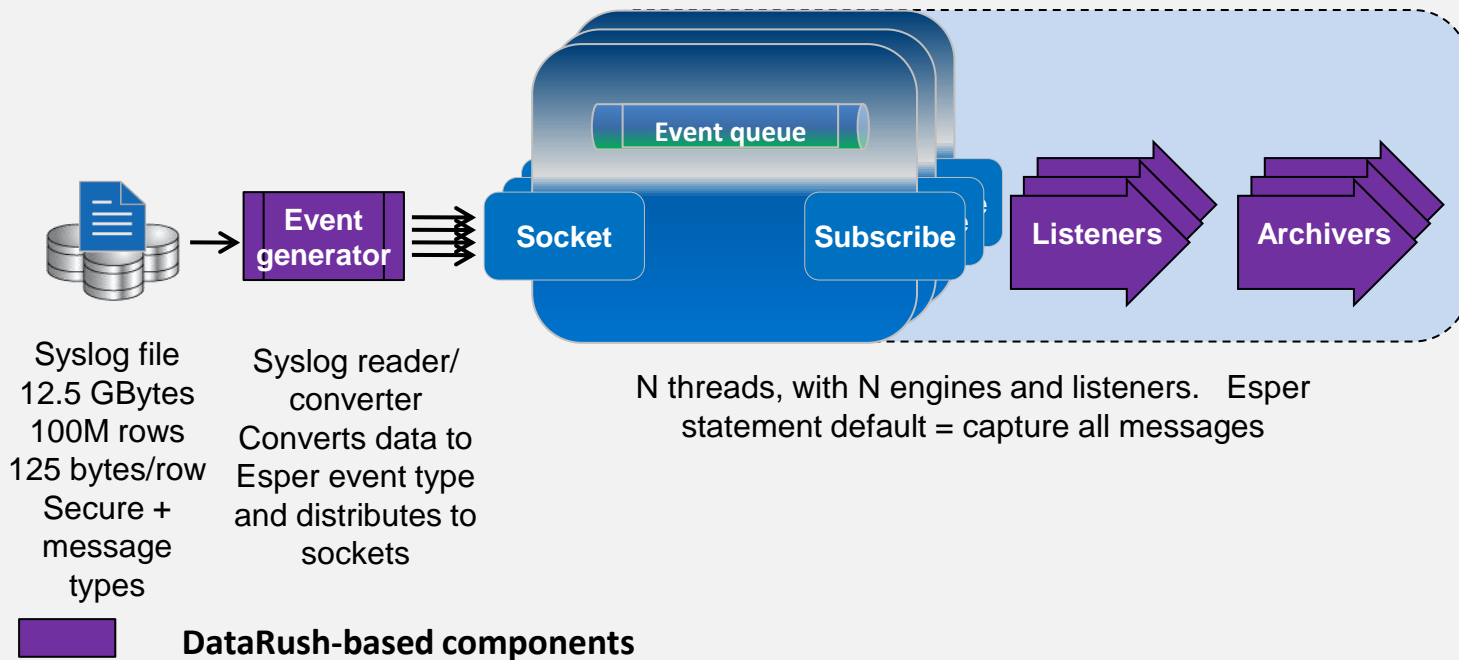 Event queue
Event
generator
Socket
Subscribe
Listeners
Archivers
Syslog file
12.5 GBytes
100M rows
125 bytes/row
Secure +
message
types
Syslog reader/
converter
Converts data to
Esper event type
and distributes to
sockets
N threads, with N engines and listeners. Esper
statement default = capture all messages
DataRush-based components